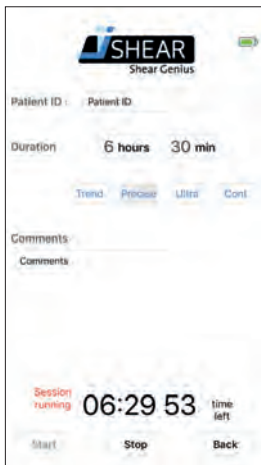 JSHEAR
Shear Genius
Patient ID : Patient ID
Duration 6 hours 30 min
Trend Precise Ultra Cont
Comments
Comments
Session
running 06:29 53 time
left
Start Stop Back